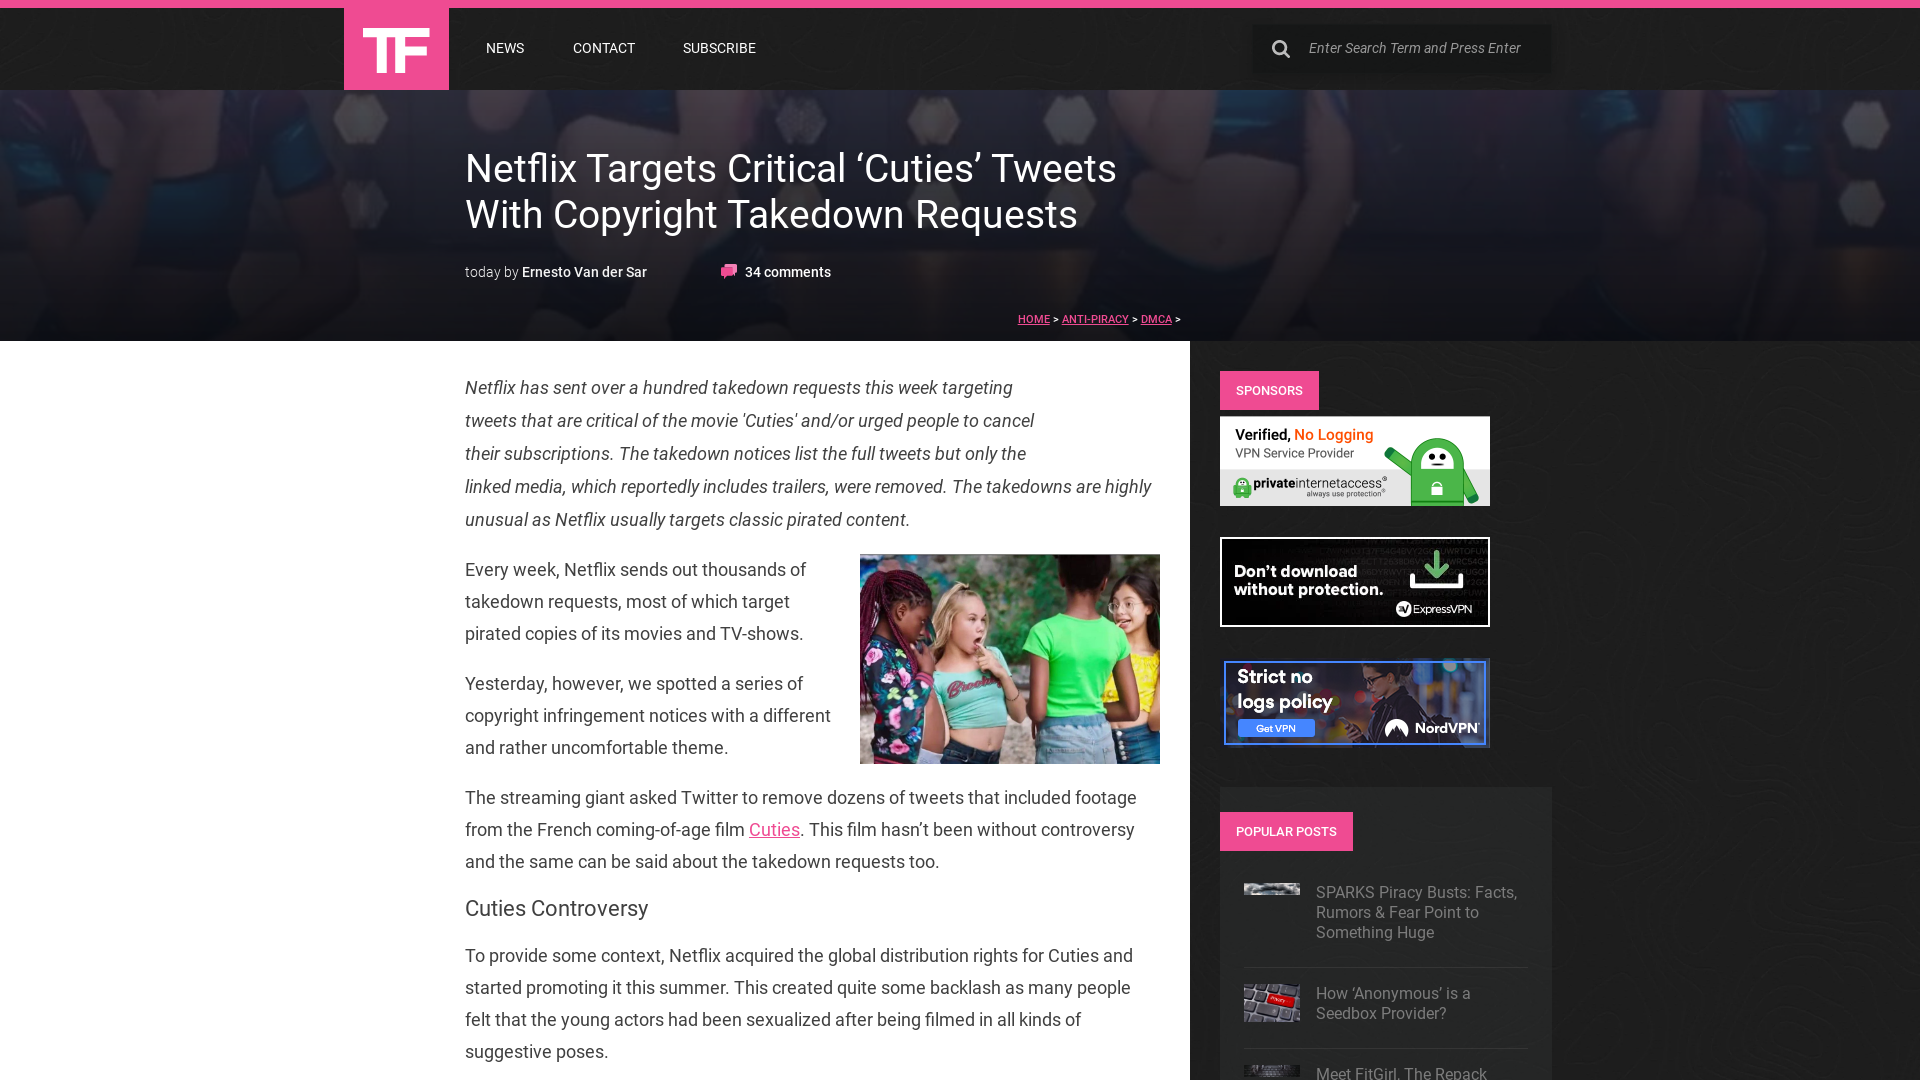 TF
NEWS
CONTACT
SUBSCRIBE
Enter Search Term and Press Enter
Netflix Targets Critical ‘Cuties’ Tweets
With Copyright Takedown Requests
today by Ernesto Van der Sar
34 comments
HOME > ANTI-PIRACY > DMCA >
Netflix has sent over a hundred takedown requests this week targeting
tweets that are critical of the movie 'Cuties' and/or urged people to cancel
their subscriptions. The takedown notices list the full tweets but only the
linked media, which reportedly includes trailers, were removed. The takedowns are highly
unusual as Netflix usually targets classic pirated content.
Every week, Netflix sends out thousands of
takedown requests, most of which target
pirated copies of its movies and TV-shows.
Yesterday, however, we spotted a series of
copyright infringement notices with a different
and rather uncomfortable theme.
The streaming giant asked Twitter to remove dozens of tweets that included footage
from the French coming-of-age film Cuties. This film hasn’t been without controversy
and the same can be said about the takedown requests too.
Cuties Controversy
To provide some context, Netflix acquired the global distribution rights for Cuties and
started promoting it this summer. This created quite some backlash as many people
felt that the young actors had been sexualized after being filmed in all kinds of
suggestive poses.
SPONSORS
Verified, No Logging
VPN Service Provider
privateinternetaccess®
always use protection®
Don’t download
without protection.
ExpressVPN
Strict no
logs policy
Get VPN
NordVPN
POPULAR POSTS
SPARKS Piracy Busts: Facts,
Rumors & Fear Point to
Something Huge
How ‘Anonymous’ is a
Seedbox Provider?
Meet FitGirl, The Repack